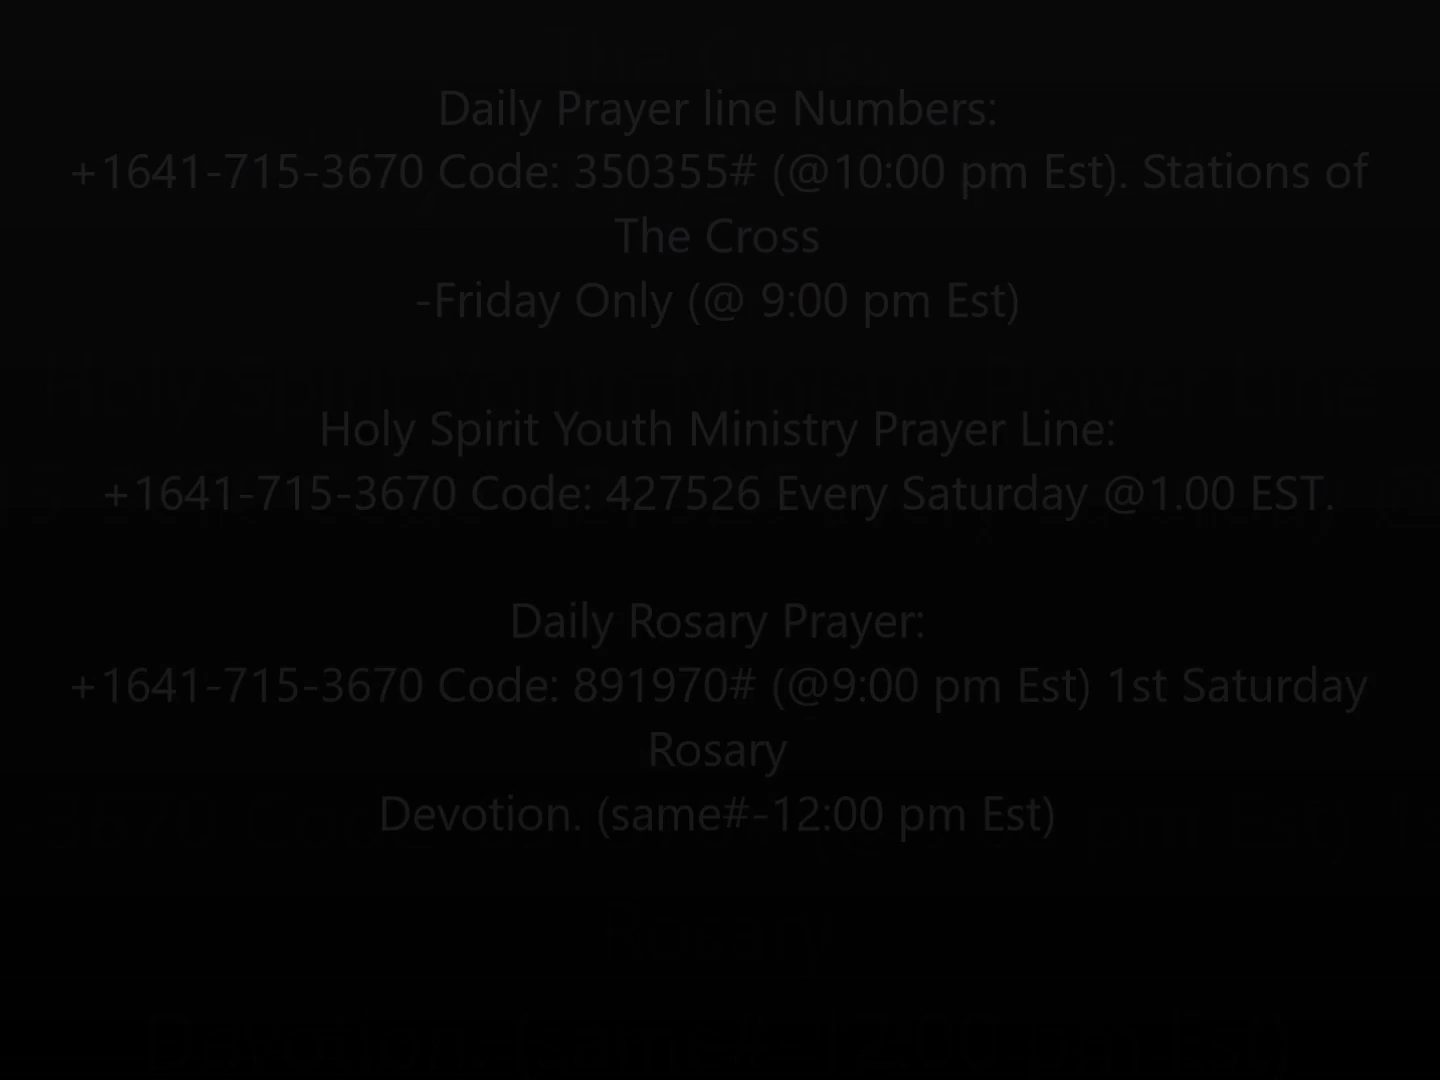 Daily Prayer line Numbers:
+1641-715-3670 Code: 350355# (@10:00 pm Est). Stations of
The Cross
-Friday Only (@ 9:00 pm Est)
Holy Spirit Youth Ministry Prayer Line:
+1641-715-3670 Code: 427526 Every Saturday @1.00 EST.
Daily Rosary Prayer:
+1641-715-3670 Code: 891970# (@9:00 pm Est) 1st Saturday
Rosary
Devotion. (same#-12:00 pm Est)